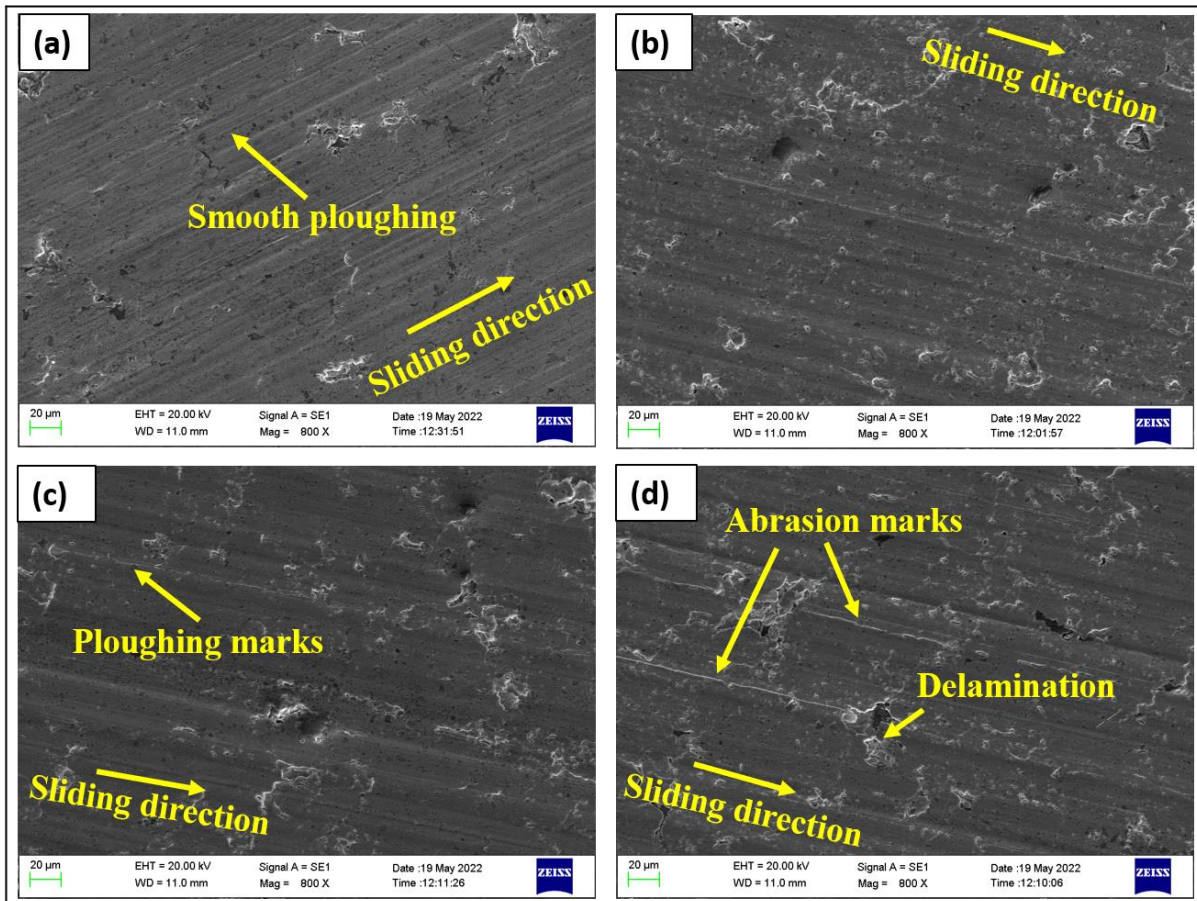 (a)
Smooth ploughing
Sliding direction
20 µm
EHT = 20.00 kV
Signal A = SE1
Date :19 May 2022
WD = 11.0 mm
Mag = 800 X
Time :12:31:51
ZEISS
(b)
Sliding direction
20 µm
EHT = 20.00 kV
Signal A = SE1
Date :19 May 2022
WD = 11.0 mm
Mag = 800 X
Time :12:01:57
ZEISS
(c)
Ploughing marks
Sliding direction
20 µm
EHT = 20.00 kV
Signal A = SE1
Date :19 May 2022
WD = 11.0 mm
Mag = 800 X
Time :12:11:26
ZEISS
(d)
Abrasion marks
Delamination
Sliding direction
20 µm
EHT = 20.00 kV
Signal A = SE1
Date :19 May 2022
WD = 11.0 mm
Mag = 800 X
Time :12:10:06
ZEISS